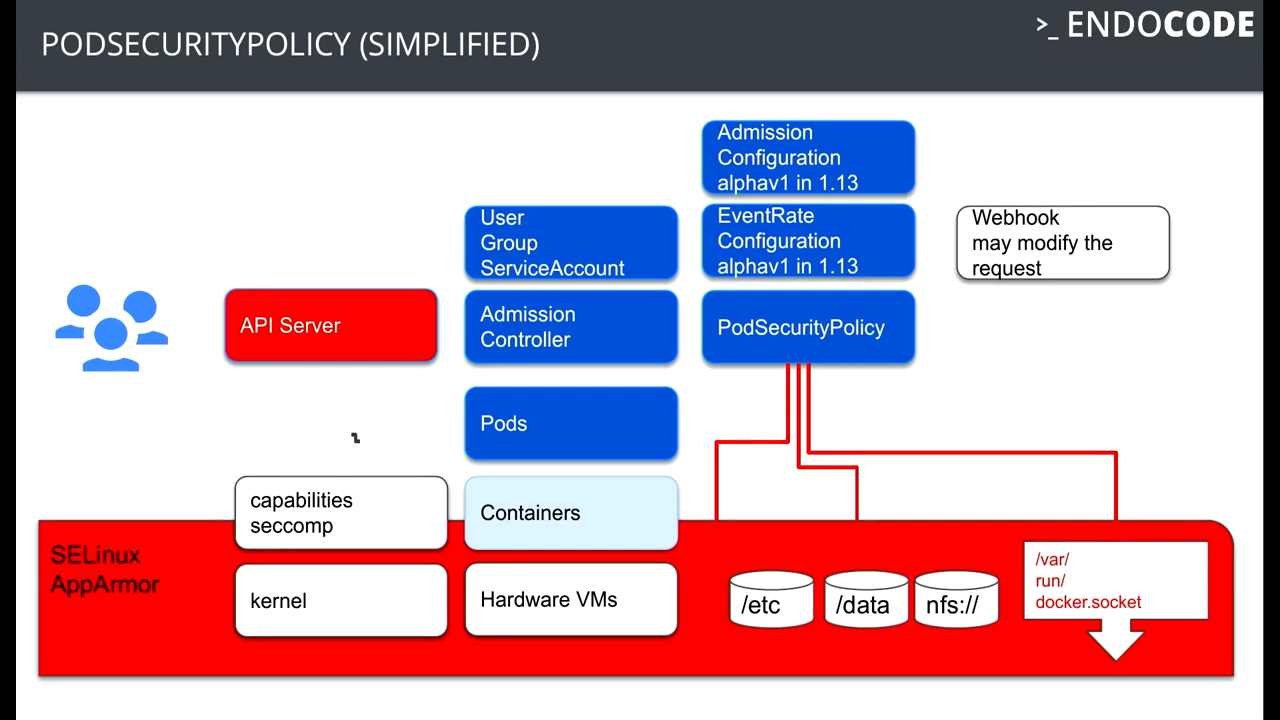 PODSECURITYPOLICY (SIMPLIFIED)
>_ ENDOCODE
Admission
Configuration
alphav1 in 1.13
User
Group
ServiceAccount
EventRate
Configuration
alphav1 in 1.13
Webhook
may modify the
request
API Server
Admission
Controller
PodSecurityPolicy
Pods
capabilities
seccomp
Containers
SELinux
AppArmor
kernel
Hardware VMs
/etc
/data
nfs://
/var/
run/
docker.socket